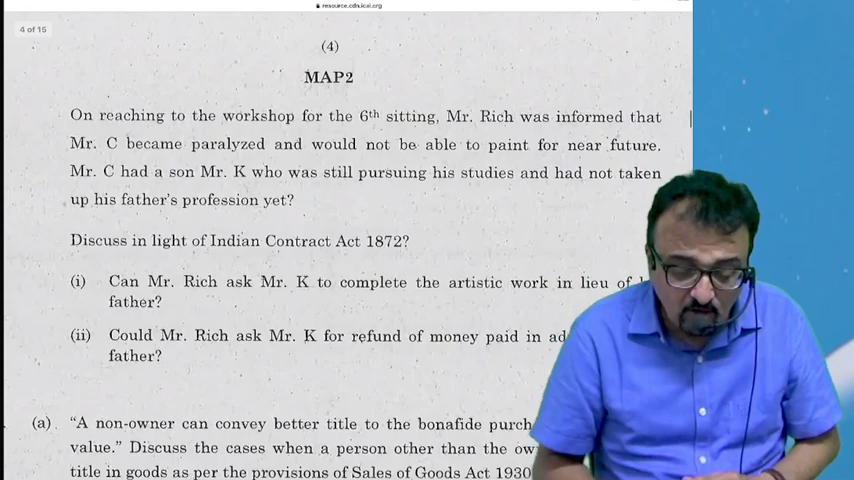 resource.cdn.icai.org
4 of 15
(4)
MAP2
On reaching to the workshop for the 6th sitting, Mr. Rich was informed that
Mr. C became paralyzed and would not be able to paint for near future.
Mr. C had a son Mr. K who was still pursuing his studies and had not taken
up his father's profession yet?
Discuss in light of Indian Contract Act 1872?
(i) Can Mr. Rich ask Mr. K to complete the artistic work in lieu of
father?
(ii) Could Mr. Rich ask Mr. K for refund of money paid in
father?
(a) "A non-owner can convey better title to the bonafide
value." Discuss the cases when a person other than the
title in goods as per the provisions of Sales of Goods Act 1930